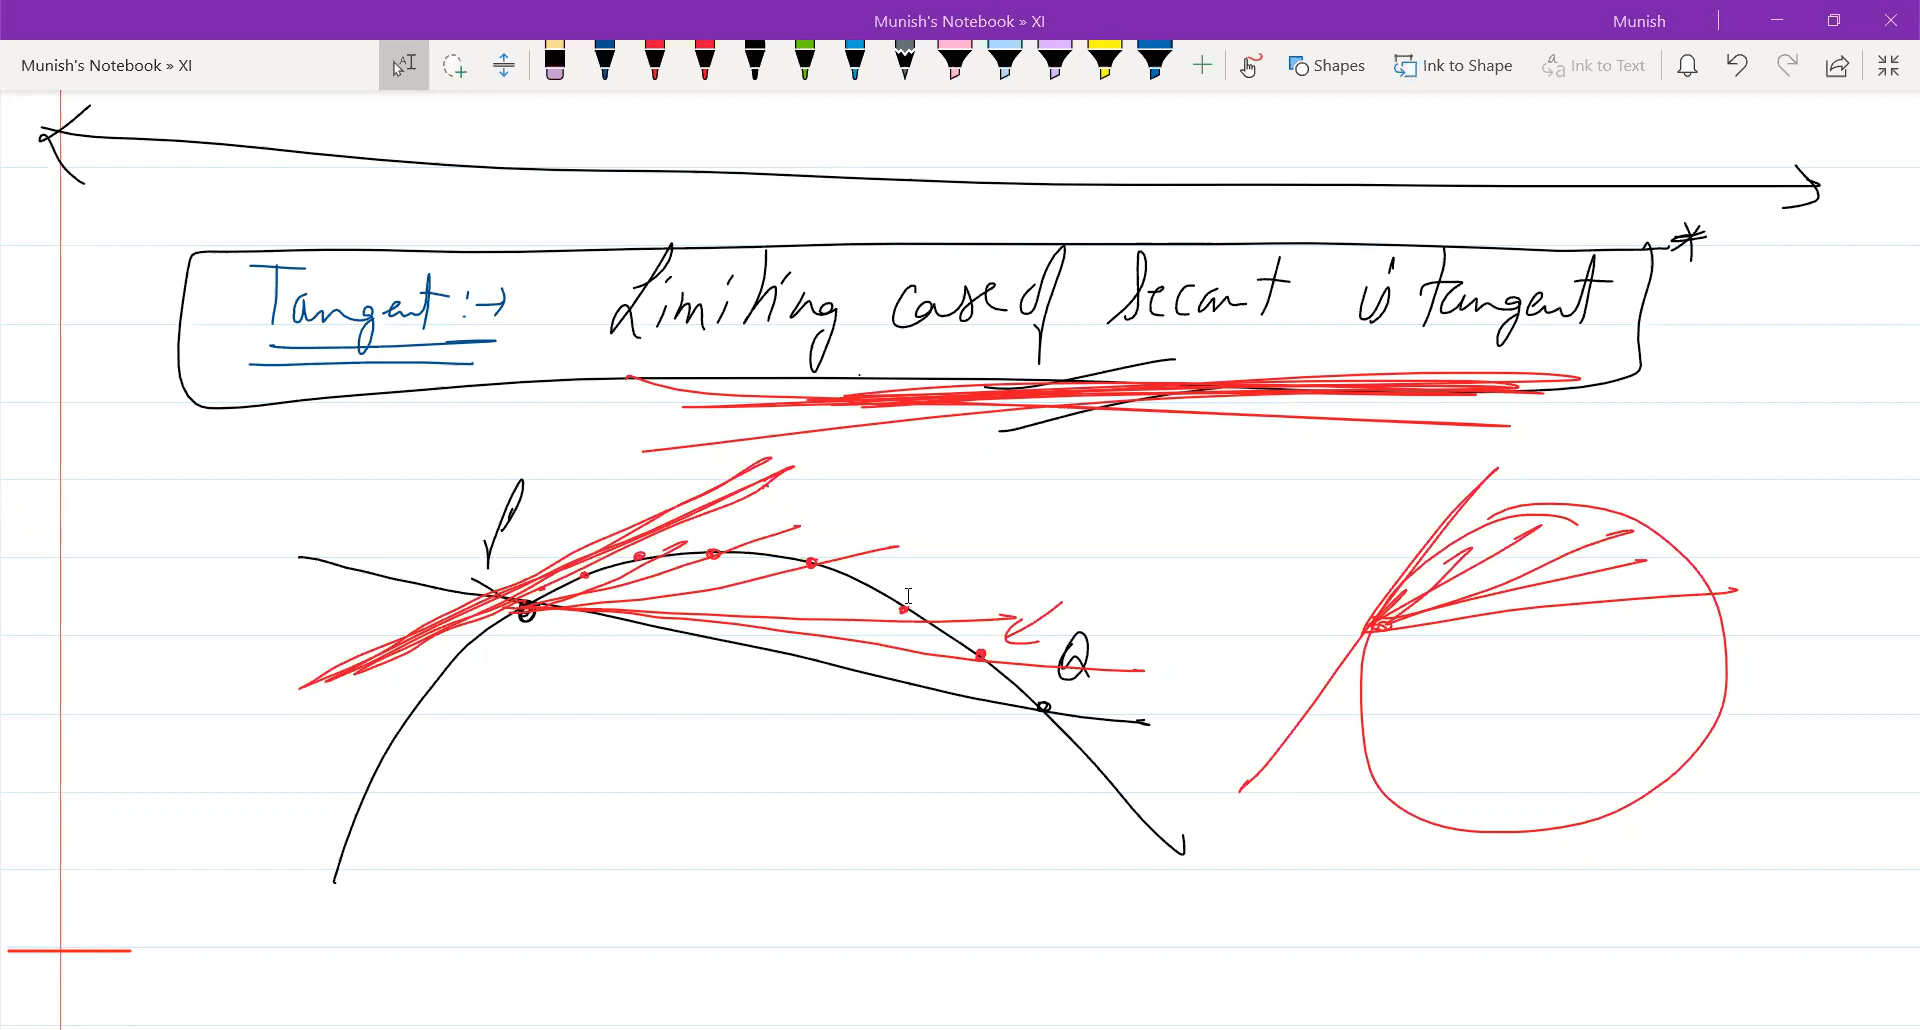 Munish's Notebook » XI
Munish
Munish's Notebook » XI
Shapes
Ink to Shape
Ink to Text
Tangent :→ Limiting case of Secant is tangent *
P
Q